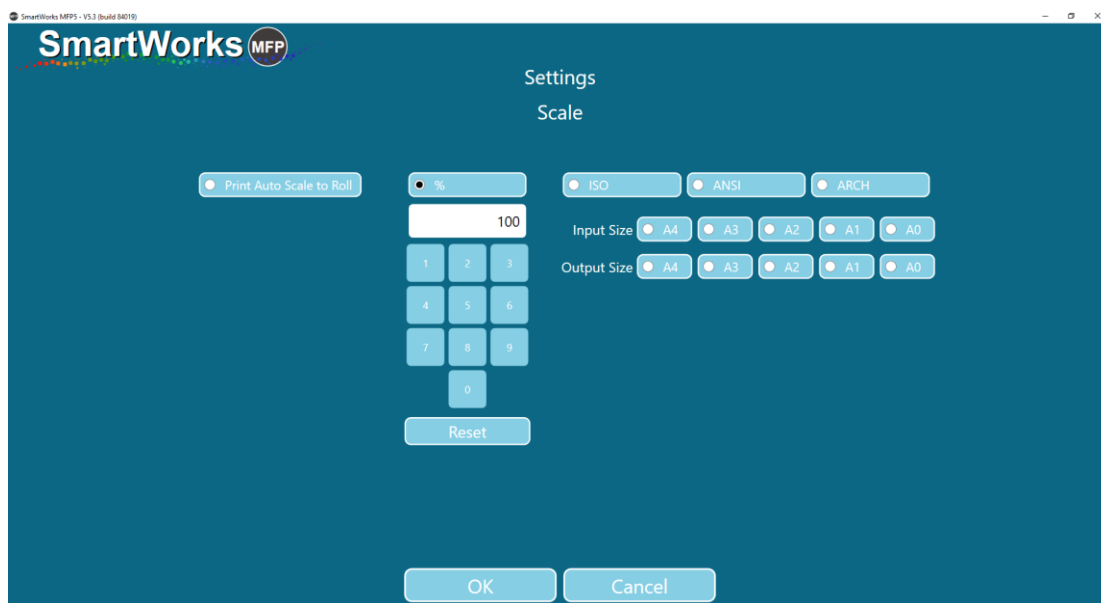 SmartWorks MFP5 - V5.3 (build 84019)
SmartWorks MFP
Settings
Scale
Print Auto Scale to Roll
%
ISO
ANSI
ARCH
100
Input Size A4 A3 A2 A1 A0
Output Size A4 A3 A2 A1 A0
1 2 3
4 5 6
7 8 9
0
Reset
OK
Cancel